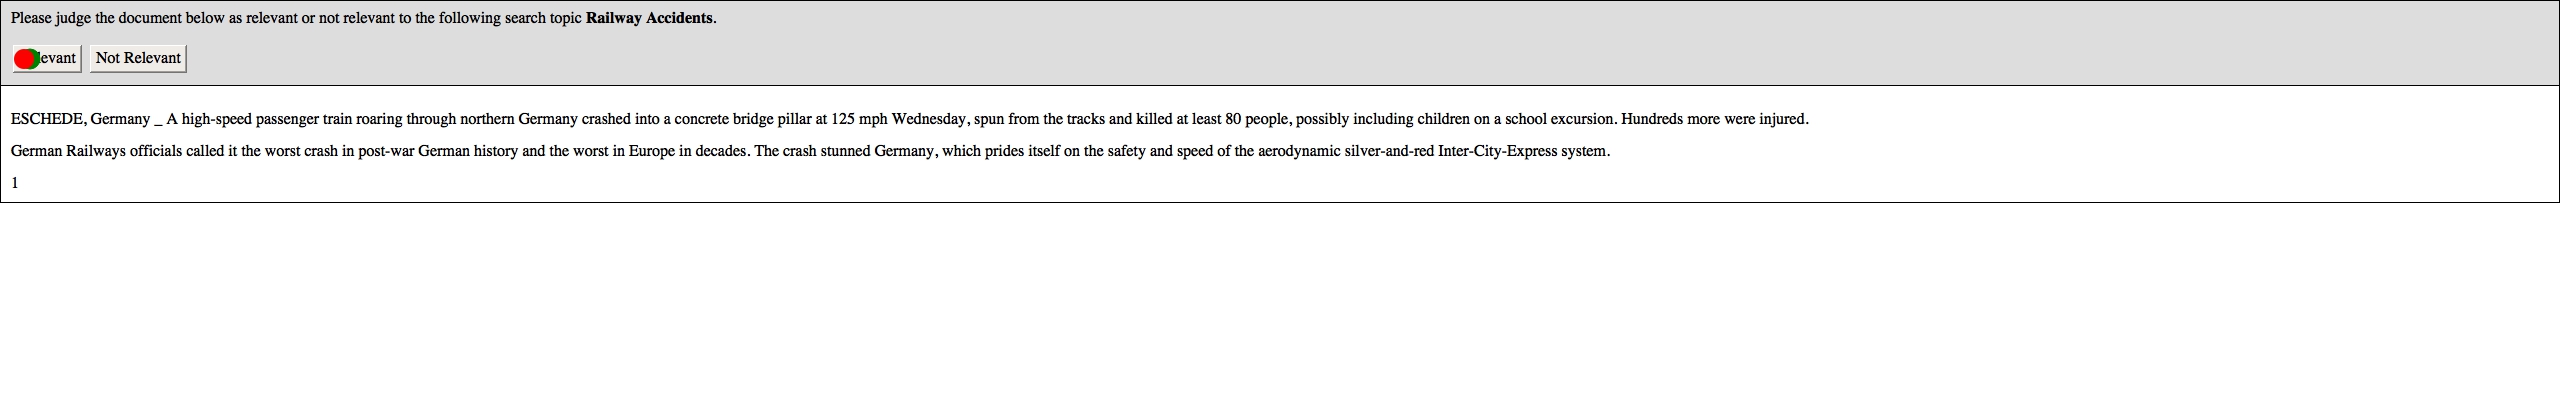 Please judge the document below as relevant or not relevant to the following search topic Railway Accidents.
levant Not Relevant
ESCHEDE, Germany _ A high-speed passenger train roaring through northern Germany crashed into a concrete bridge pillar at 125 mph Wednesday, spun from the tracks and killed at least 80 people, possibly including children on a school excursion. Hundreds more were injured.
German Railways officials called it the worst crash in post-war German history and the worst in Europe in decades. The crash stunned Germany, which prides itself on the safety and speed of the aerodynamic silver-and-red Inter-City-Express system.
1